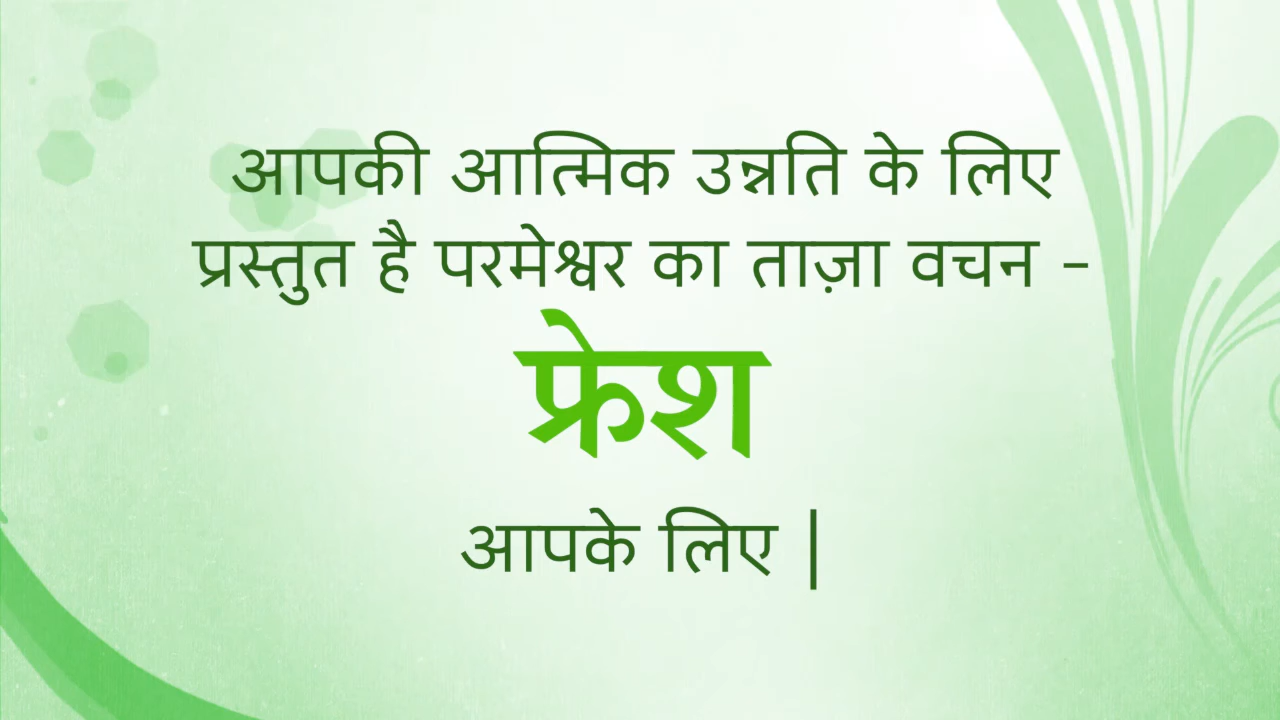 आपकी आत्मिक उन्नति के लिए
प्रस्तुत है परमेश्वर का ताज़ा वचन –
फ्रेश
आपके लिए |